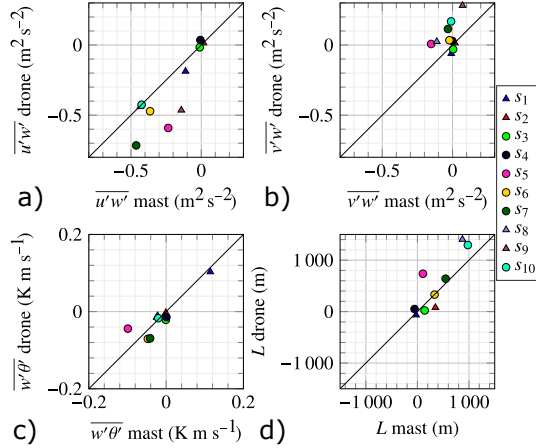 0
−0.5
−0.5
0
u′w′ drone (m² s⁻²)
u′w′ mast (m² s⁻²)
a)
0
−0.5
−0.5
0
v′w′ drone (m² s⁻²)
v′w′ mast (m² s⁻²)
b)
s₁
s₂
s₃
s₄
s₅
s₆
s₇
s₈
s₉
s₁₀
0.2
0
−0.2
−0.2
0
0.2
w′θ′ drone (K m s⁻¹)
w′θ′ mast (K m s⁻¹)
c)
1 000
0
−1 000
−1 000
0
1 000
L drone (m)
L mast (m)
d)